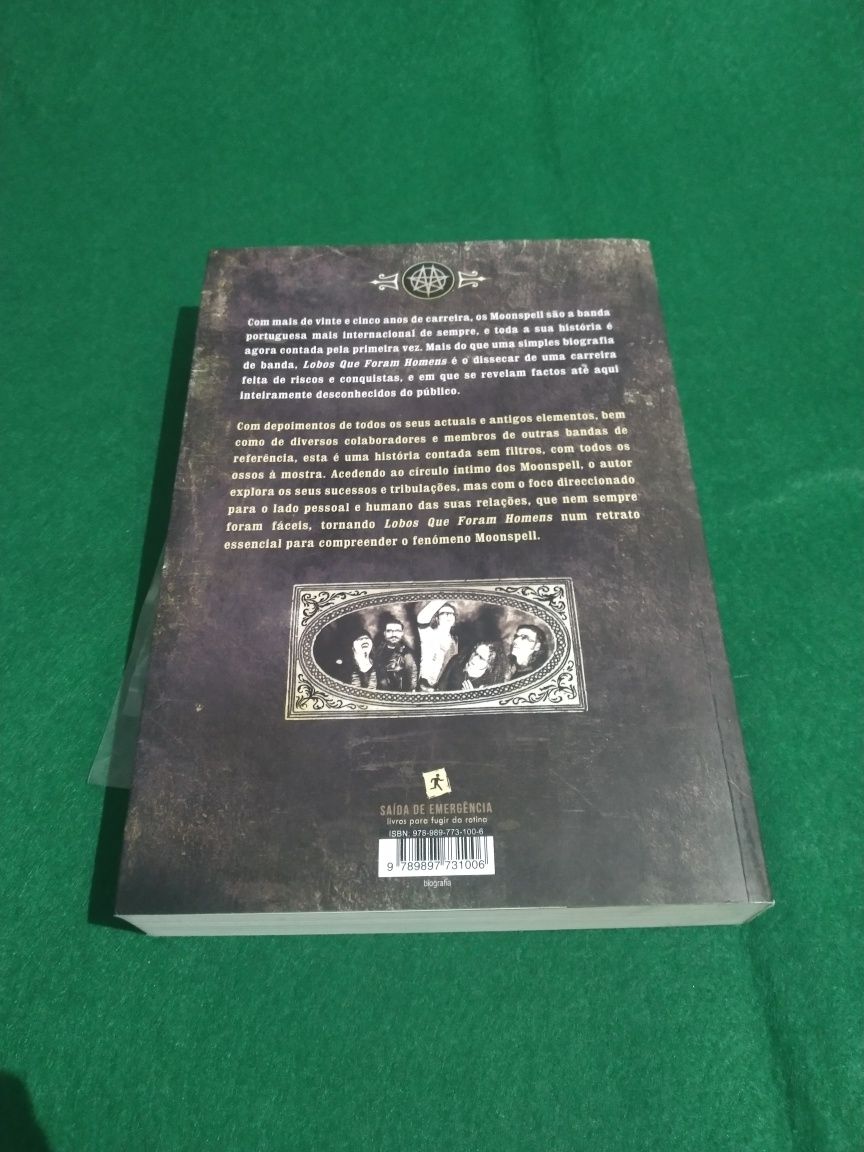 Com mais de vinte e cinco anos de carreira, os Moonspell são a banda
portuguesa mais internacional de sempre, e toda a sua história é
agora contada pela primeira vez. Mais do que uma simples biografia
de banda, Lobos Que Foram Homens é o dissecar de uma carreira
feita de riscos e conquistas, e em que se revelam factos até aqui
inteiramente desconhecidos do público.
Com depoimentos de todos os seus actuais e antigos elementos, bem
como de diversos colaboradores e membros de outras bandas de
referência, esta é uma história contada sem filtros, com todos os
ossos à mostra. Acedendo ao círculo íntimo dos Moonspell, o autor
explora os seus sucessos e tribulações, mas com o foco direccionado
para o lado pessoal e humano das suas relações, que nem sempre
foram fáceis, tornando Lobos Que Foram Homens num retrato
essencial para compreender o fenómeno Moonspell.
SAÍDA DE EMERGÊNCIA
livros para fugir da rotina
ISBN: 978-989-773-100-6
9 789897 731006
biografia